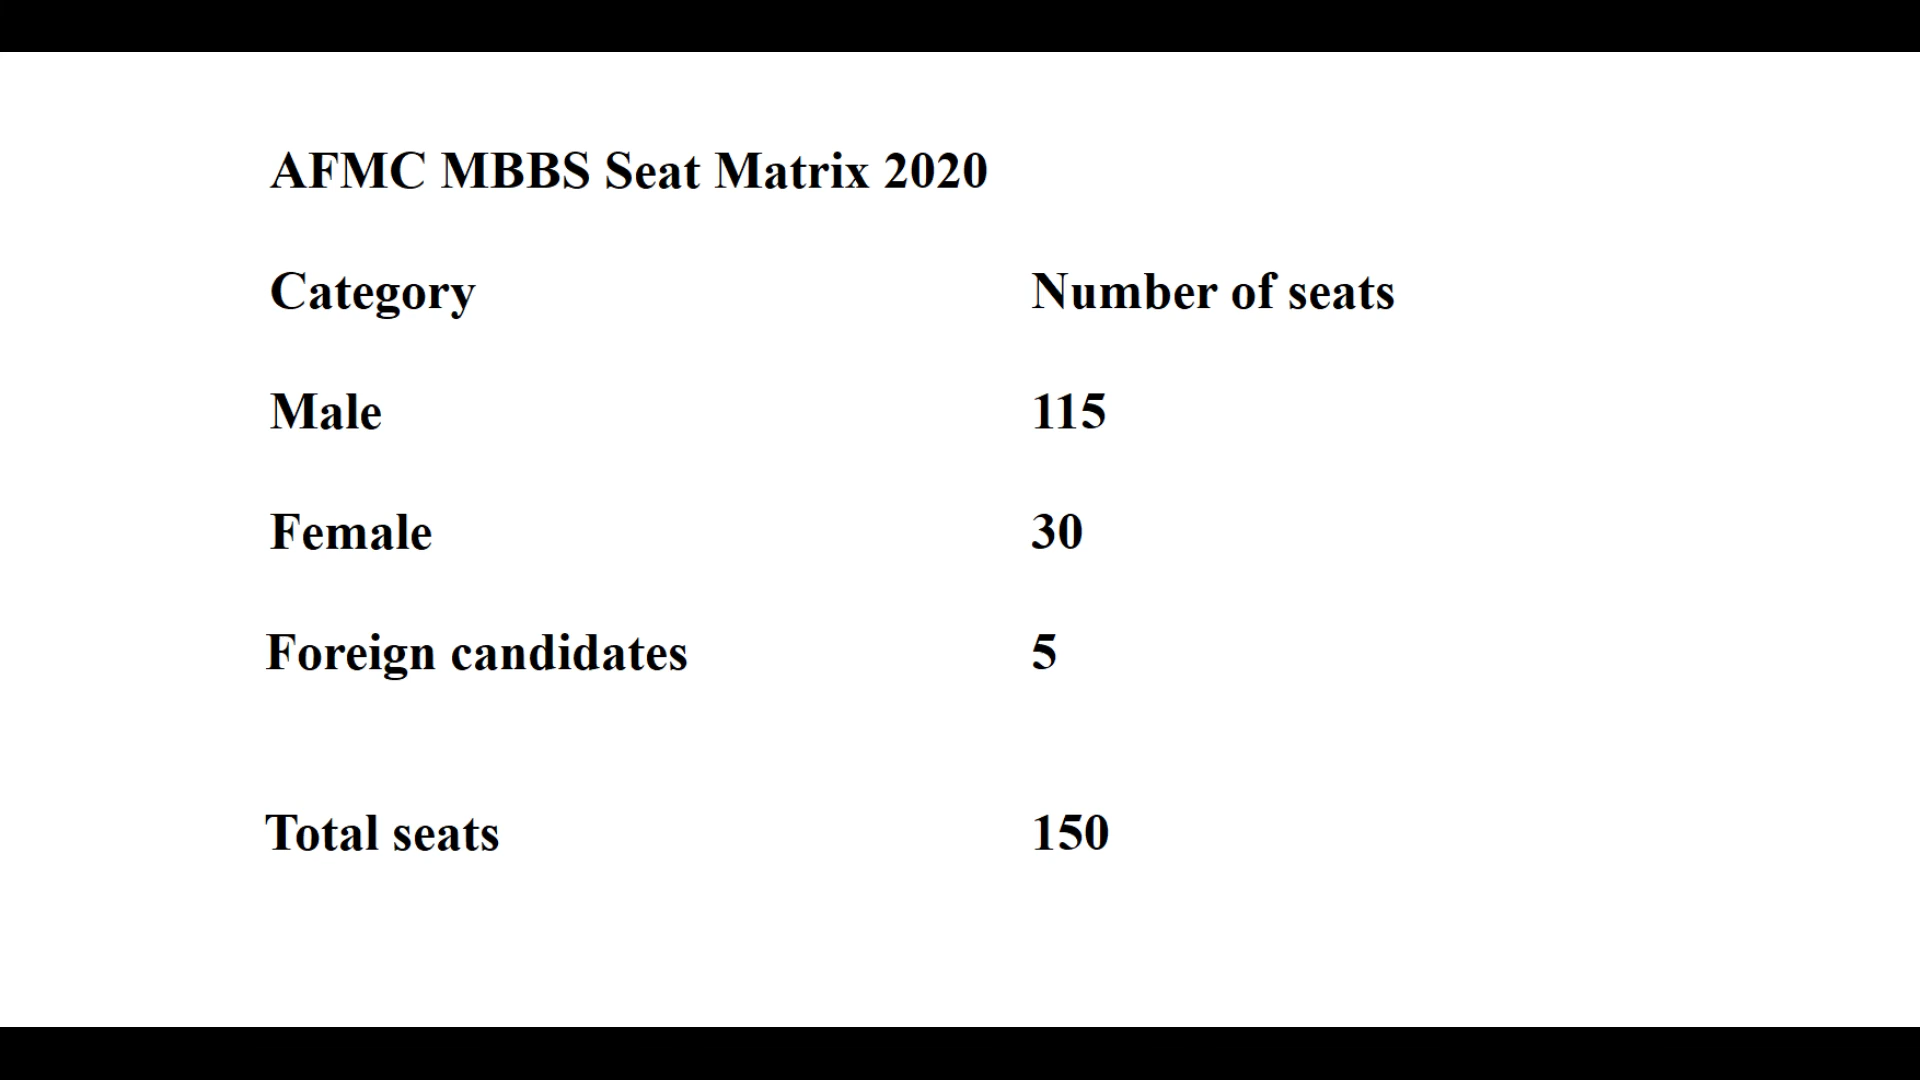 AFMC MBBS Seat Matrix 2020
Category Number of seats
Male 115
Female 30
Foreign candidates 5
Total seats 150